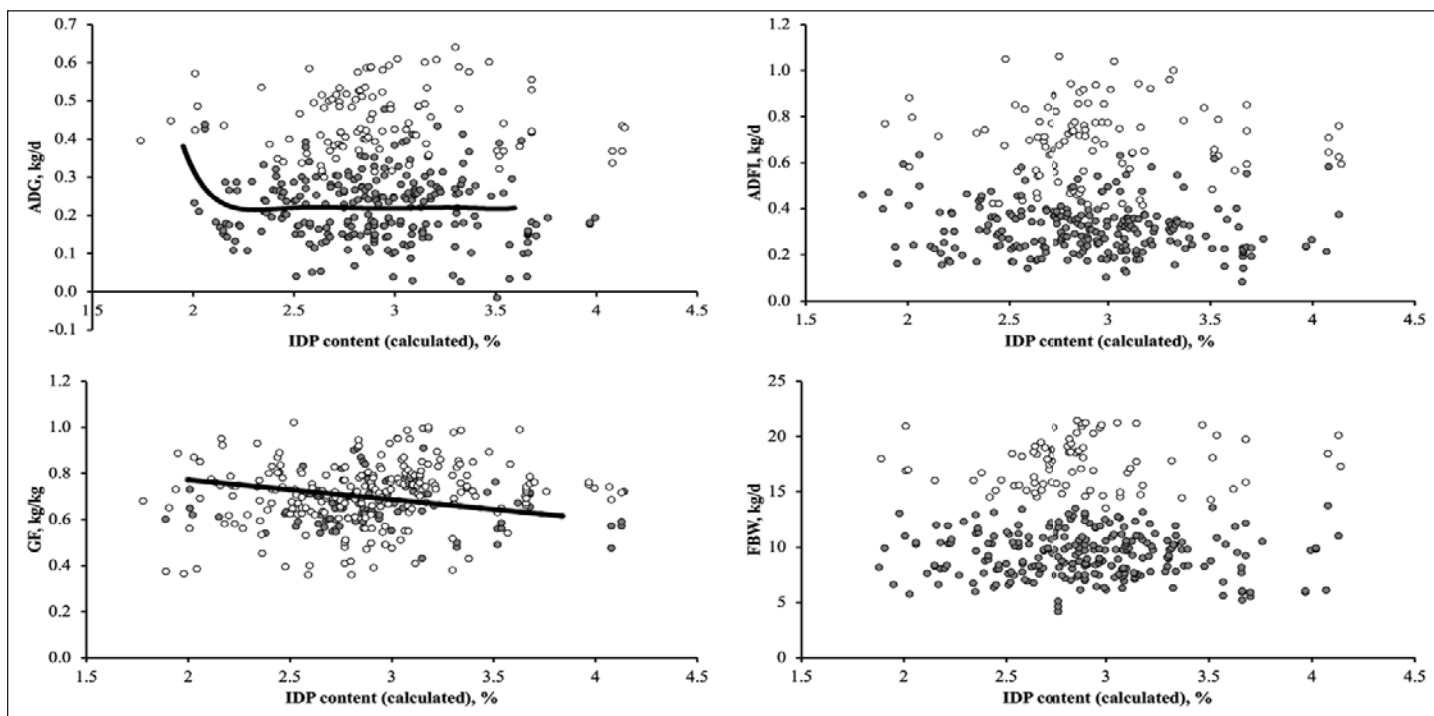 0.7
0.6
0.5
0.4
0.3
0.2
0.1
0.0
-0.1
ADG, kg/d
1.5 2 2.5 3 3.5 4 4.5
IDP content (calculated), %
1.2
1.0
0.8
0.6
0.4
0.2
0.0
ADFI, kg/d
1.5 2 2.5 3 3.5 4 4.5
IDP content (calculated), %
1.2
1.0
0.8
0.6
0.4
0.2
0.0
GF, kg/kg
1.5 2 2.5 3 3.5 4 4.5
IDP content (calculated), %
25
20
15
10
5
0
FBW, kg/d
1.5 2 2.5 3 3.5 4 4.5
IDP content (calculated), %